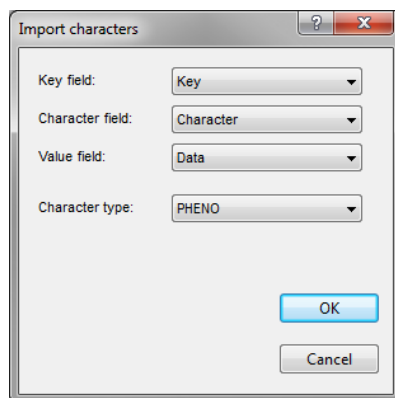 Import characters
Key field: Key
Character field: Character
Value field: Data
Character type: PHENO
OK
Cancel